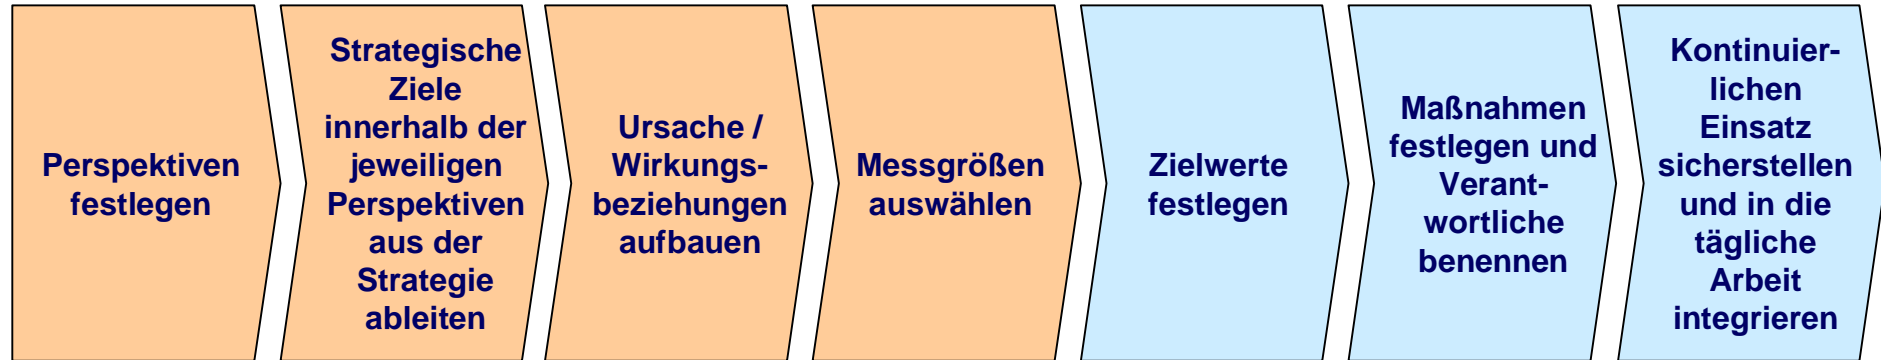 Perspektiven
festlegen
Strategische
Ziele
innerhalb der
jeweiligen
Perspektiven
aus der
Strategie
ableiten
Ursache /
Wirkungs-
beziehungen
aufbauen
Messgrößen
auswählen
Zielwerte
festlegen
Maßnahmen
festlegen und
Verant-
wortliche
benennen
Kontinuier-
lichen
Einsatz
sicherstellen
und in die
tägliche
Arbeit
integrieren